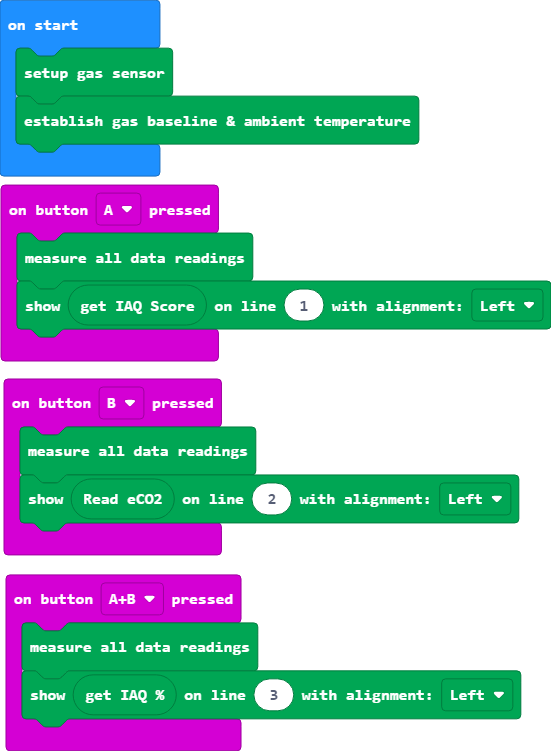 on start
setup gas sensor
establish gas baseline & ambient temperature
on button A pressed
measure all data readings
show get IAQ Score on line 1 with alignment: Left
on button B pressed
measure all data readings
show Read eCO2 on line 2 with alignment: Left
on button A+B pressed
measure all data readings
show get IAQ % on line 3 with alignment: Left